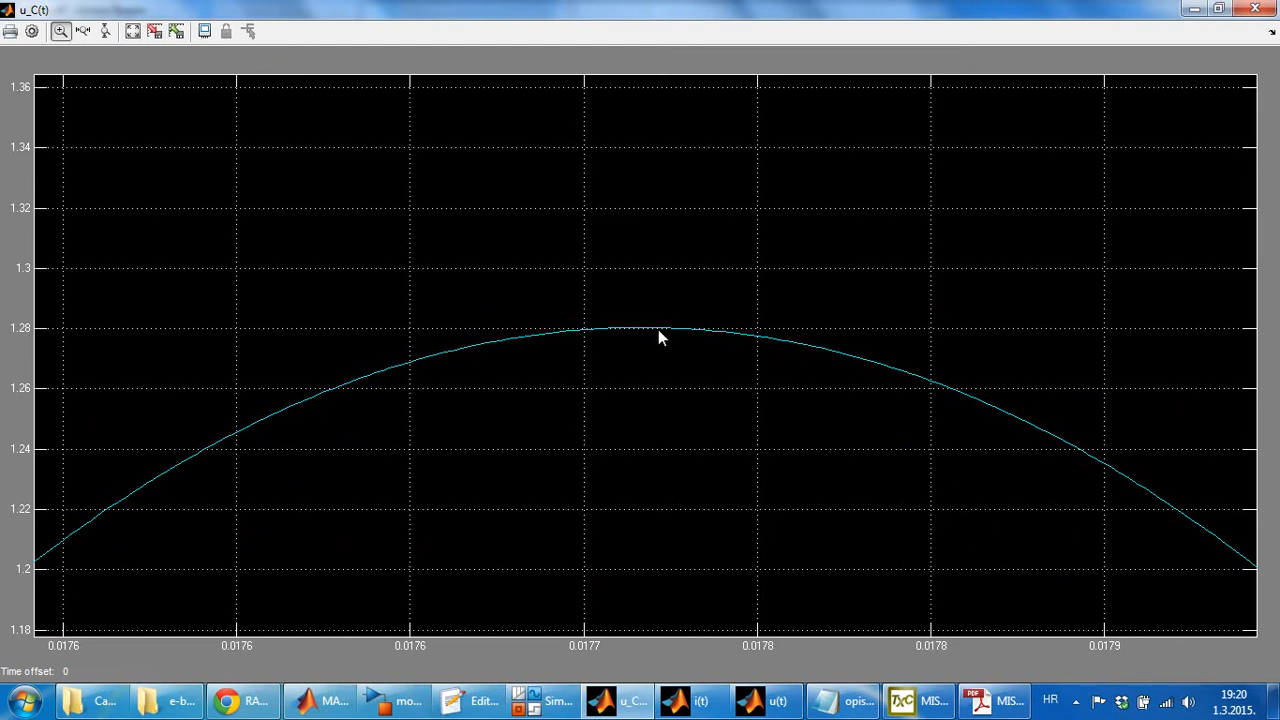 u_C(t)
1.36
1.34
1.32
1.3
1.28
1.26
1.24
1.22
1.2
1.18
0.0176 0.0176 0.0176 0.0177 0.0178 0.0178 0.0179
Time offset: 0
Ca... e-b... RA... MA... mo... Edit... Sim... u_C... i(t) u(t) opis... TXC MIS... PDF MIS... HR 19:20
1.3.2015.